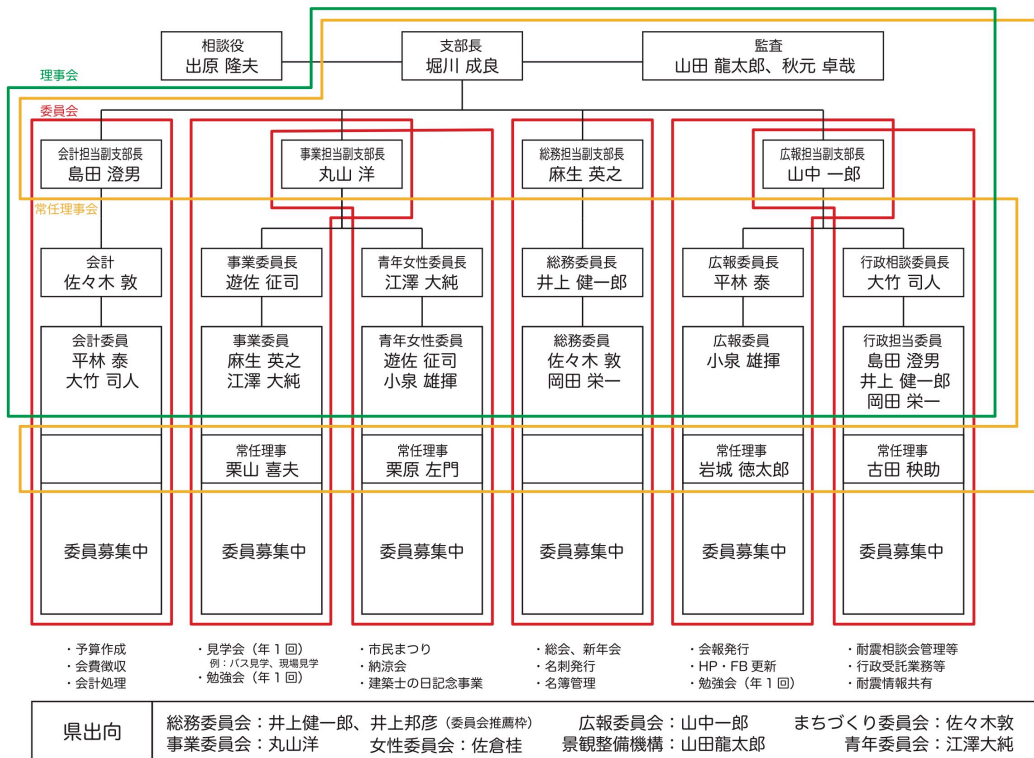 相談役
出原 隆夫
支部長
堀川 成良
監査
山田 龍太郎、秋元 卓哉
理事会
委員会
会計担当副支部長
島田 澄男
事業担当副支部長
丸山 洋
総務担当副支部長
麻生 英之
広報担当副支部長
山中 一郎
常任理事会
会計
佐々木 敦
事業委員長
遊佐 征司
青年女性委員長
江澤 大純
総務委員長
井上 健一郎
広報委員長
平林 泰
行政相談委員長
大竹 司人
会計委員
平林 泰
大竹 司人
事業委員
麻生 英之
江澤 大純
青年女性委員
遊佐 征司
小泉 雄揮
総務委員
佐々木 敦
岡田 栄一
広報委員
小泉 雄揮
行政担当委員
島田 澄男
井上 健一郎
岡田 栄一
常任理事
栗山 喜夫
常任理事
栗原 左門
常任理事
岩城 徳太郎
常任理事
古田 秧助
委員募集中
委員募集中
委員募集中
委員募集中
委員募集中
委員募集中
・予算作成
・会費徴収
・会計処理
・見学会（年1回）
例：バス見学、現場見学
・勉強会（年1回）
・市民まつり
・納涼会
・建築士の日記念事業
・総会、新年会
・名刺発行
・名簿管理
・会報発行
・HP・FB更新
・勉強会（年1回）
・耐震相談会管理等
・行政受託業務等
・耐震情報共有
県出向
総務委員会：井上健一郎、井上邦彦（委員会推薦枠） 広報委員会：山中一郎 まちづくり委員会：佐々木敦
事業委員会：丸山洋 女性委員会：佐倉桂 景観整備機構：山田龍太郎 青年委員会：江澤大純